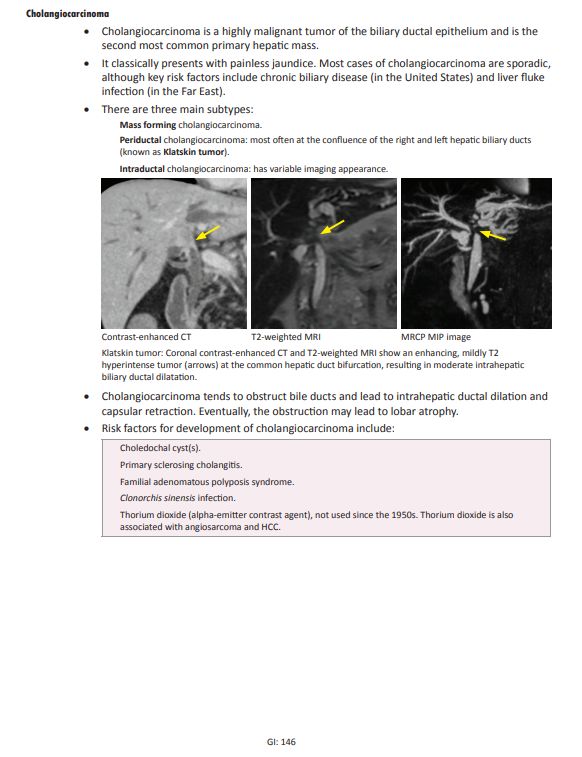 Cholangiocarcinoma
• Cholangiocarcinoma is a highly malignant tumor of the biliary ductal epithelium and is the
second most common primary hepatic mass.
• It classically presents with painless jaundice. Most cases of cholangiocarcinoma are sporadic,
although key risk factors include chronic biliary disease (in the United States) and liver fluke
infection (in the Far East).
• There are three main subtypes:
Mass forming cholangiocarcinoma.
Periductal cholangiocarcinoma: most often at the confluence of the right and left hepatic biliary ducts
(known as Klatskin tumor).
Intraductal cholangiocarcinoma: has variable imaging appearance.
Contrast-enhanced CT
T2-weighted MRI
MRCP MIP image
Klatskin tumor: Coronal contrast-enhanced CT and T2-weighted MRI show an enhancing, mildly T2
hyperintense tumor (arrows) at the common hepatic duct bifurcation, resulting in moderate intrahepatic
biliary ductal dilatation.
• Cholangiocarcinoma tends to obstruct bile ducts and lead to intrahepatic ductal dilation and
capsular retraction. Eventually, the obstruction may lead to lobar atrophy.
• Risk factors for development of cholangiocarcinoma include:
Choledochal cyst(s).
Primary sclerosing cholangitis.
Familial adenomatous polyposis syndrome.
Clonorchis sinensis infection.
Thorium dioxide (alpha-emitter contrast agent), not used since the 1950s. Thorium dioxide is also
associated with angiosarcoma and HCC.
GI: 146